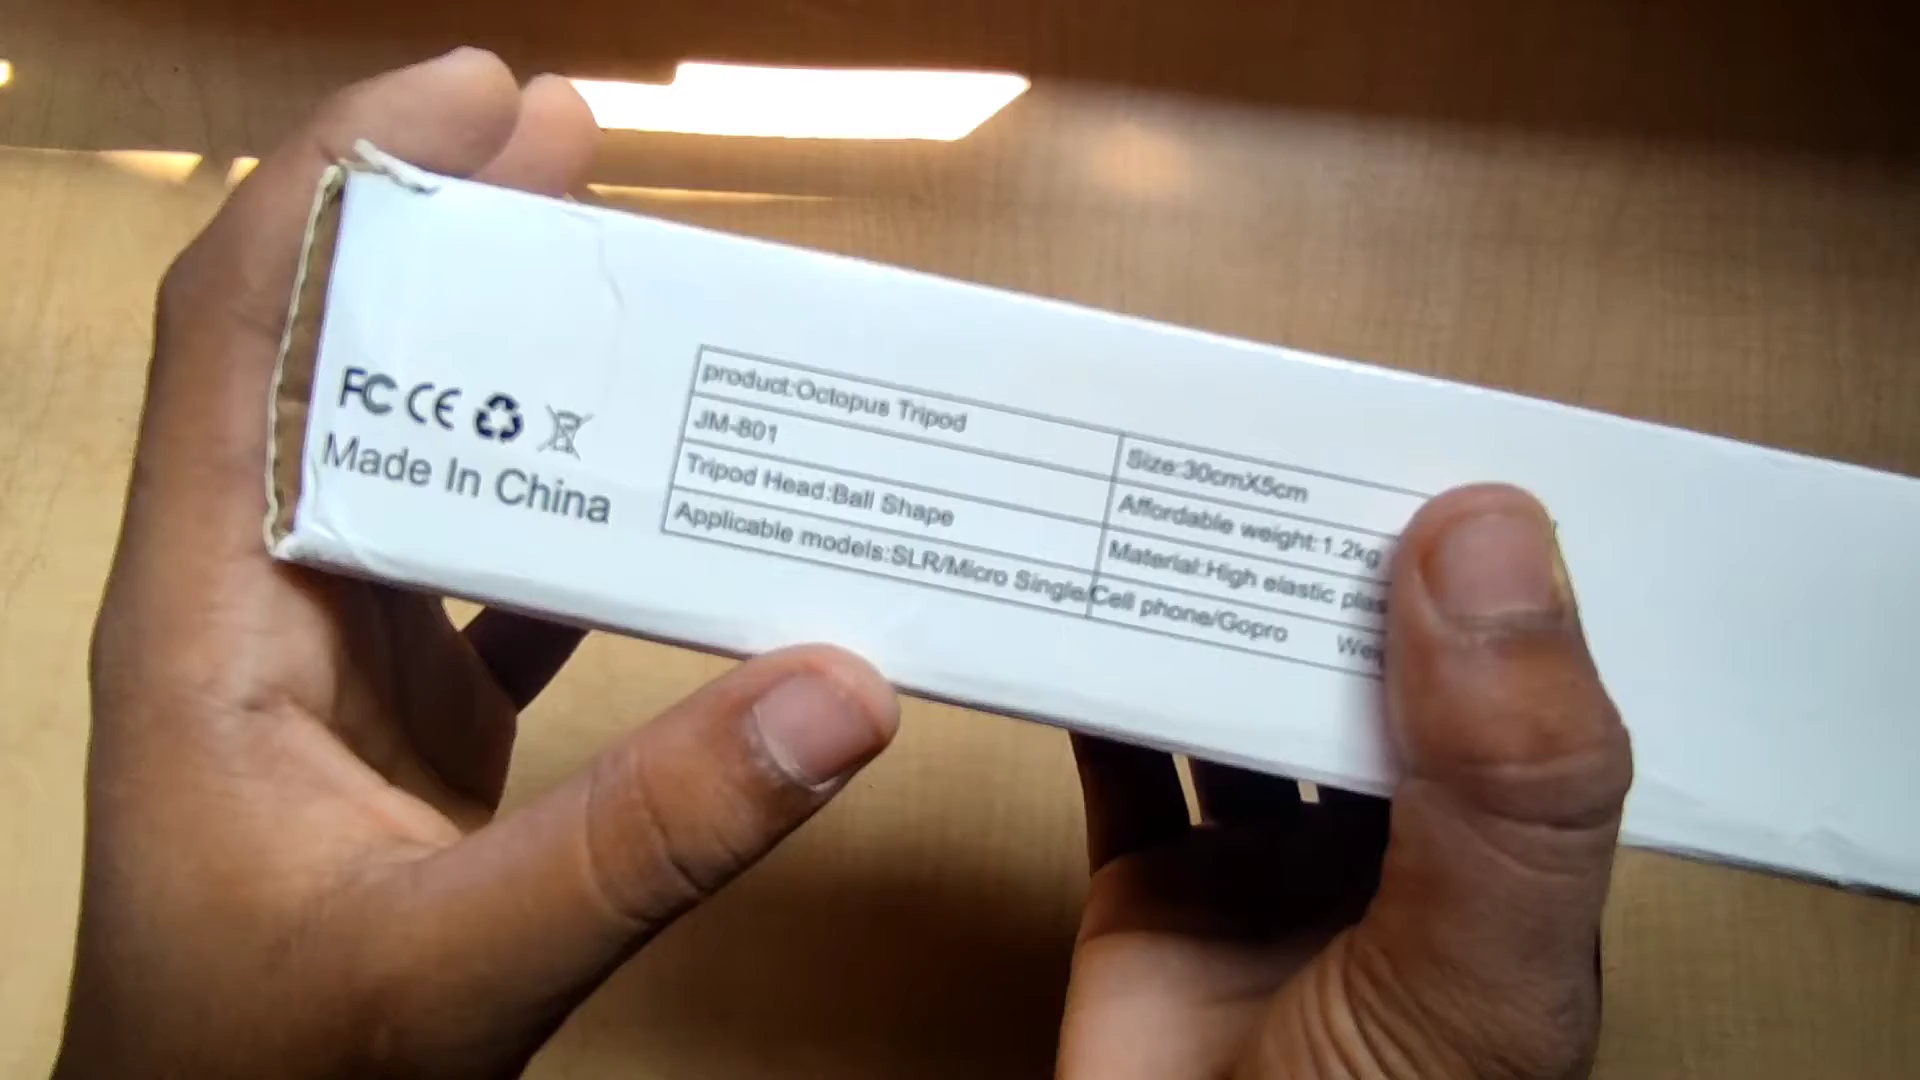 FC CE
Made In China
product:Octopus Tripod
Size:30cmX5cm
JM-801
Affordable weight:1.2kg
Tripod Head:Ball Shape
Material:High elastic
Applicable models:SLR/Micro Single/Cell phone/Gopro